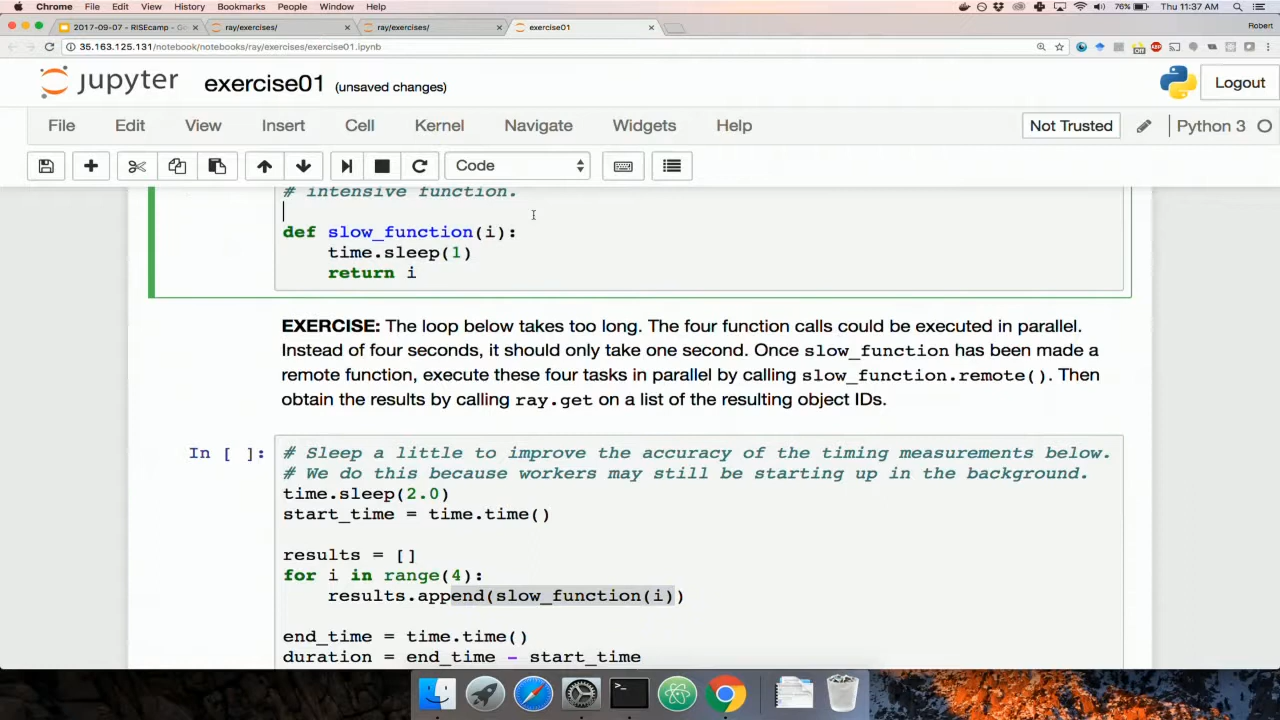 Chrome File Edit View History Bookmarks People Window Help 76% Thu 11:37 AM
2017-09-07 - RISEcamp - G ray/exercises/ ray/exercises/ exercise01 Robert
35.163.125.131/notebook/notebooks/ray/exercises/exercise01.ipynb
jupyter exercise01 (unsaved changes) Logout
File Edit View Insert Cell Kernel Navigate Widgets Help Not Trusted Python 3
Code
# intensive function.
def slow_function(i):
time.sleep(1)
return i
EXERCISE: The loop below takes too long. The four function calls could be executed in parallel.
Instead of four seconds, it should only take one second. Once slow_function has been made a
remote function, execute these four tasks in parallel by calling slow_function.remote(). Then
obtain the results by calling ray.get on a list of the resulting object IDs.
In [ ]: # Sleep a little to improve the accuracy of the timing measurements below.
# We do this because workers may still be starting up in the background.
time.sleep(2.0)
start_time = time.time()
results = []
for i in range(4):
results.append(slow_function(i))
end_time = time.time()
duration = end_time - start_time